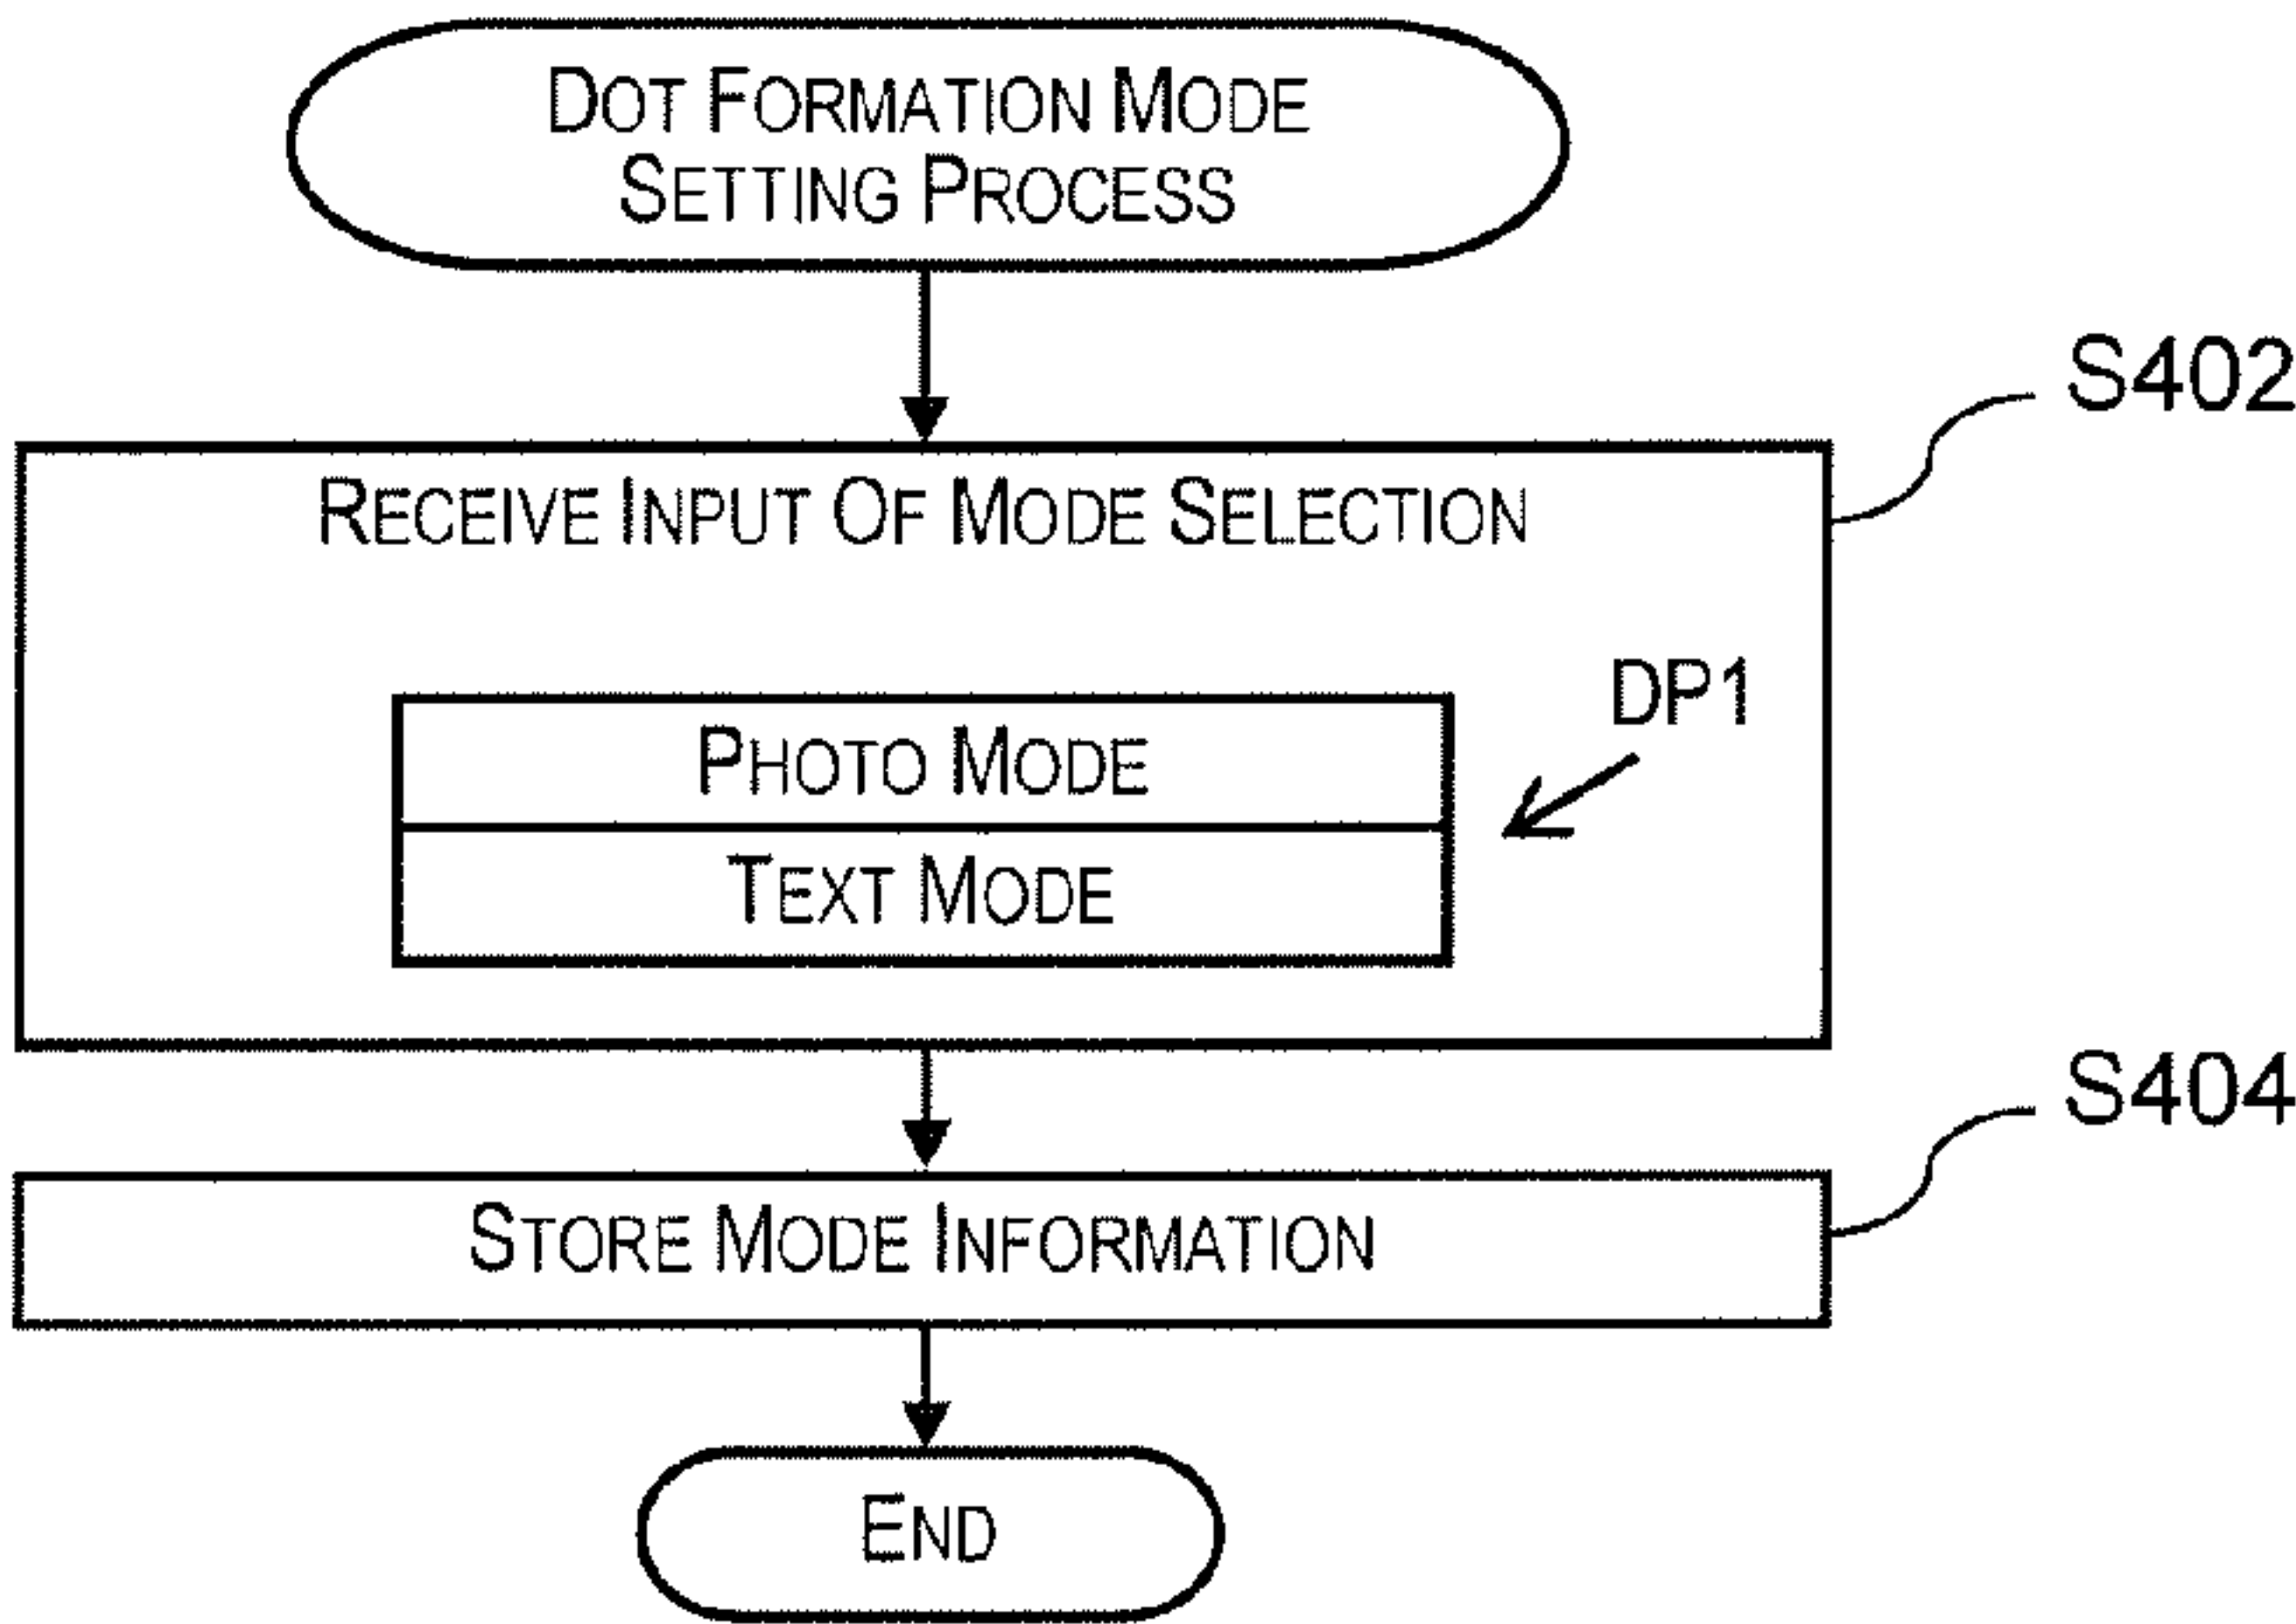 DOT FORMATION MODE
SETTING PROCESS
S402
RECEIVE INPUT OF MODE SELECTION
DP1
PHOTO MODE
TEXT MODE
S404
STORE MODE INFORMATION
END